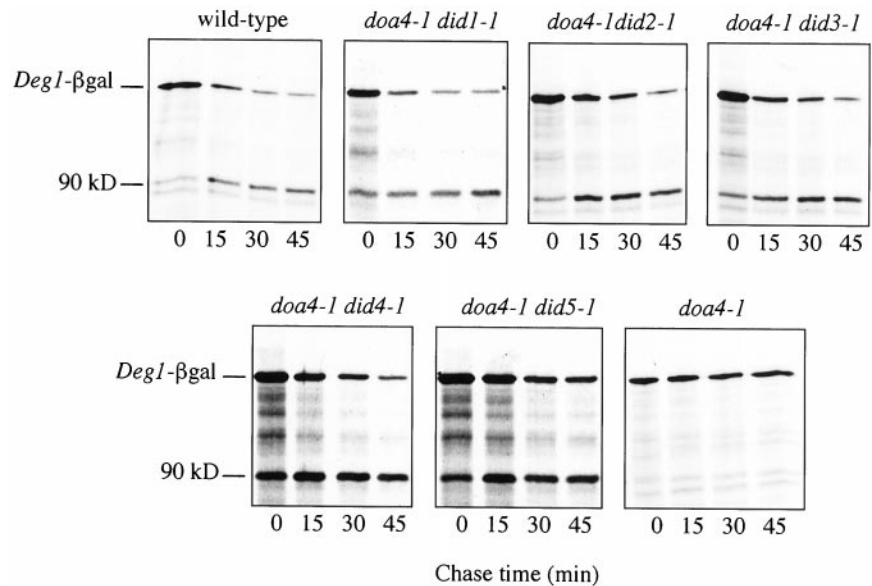 wild-type
doa4-1 did1-1
doa4-1did2-1
doa4-1 did3-1
Deg1-βgal
90 kD
0 15 30 45
0 15 30 45
0 15 30 45
0 15 30 45
doa4-1 did4-1
doa4-1 did5-1
doa4-1
Deg1-βgal
90 kD
0 15 30 45
0 15 30 45
0 15 30 45
Chase time (min)